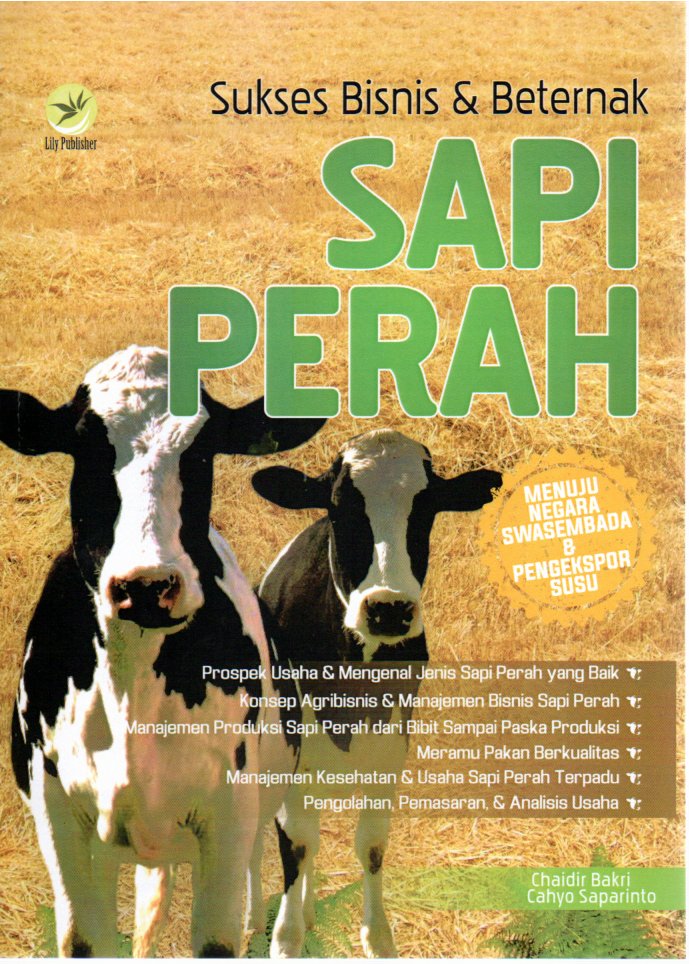 Sukses Bisnis & Beternak
Lily Publisher
SAPI
PERAH
MENUJU
NEGARA
SWASEMBADA
&
PENGEKSPOR
SUSU
Prospek Usaha & Mengenal Jenis Sapi Perah yang Baik
Konsep Agribisnis & Manajemen Bisnis Sapi Perah
Manajemen Produksi Sapi Perah dari Bibit Sampai Paska Produksi
Meramu Pakan Berkualitas
Manajemen Kesehatan & Usaha Sapi Perah Terpadu
Pengolahan, Pemasaran, & Analisis Usaha
Chaidir Bakri
Cahyo Saparinto